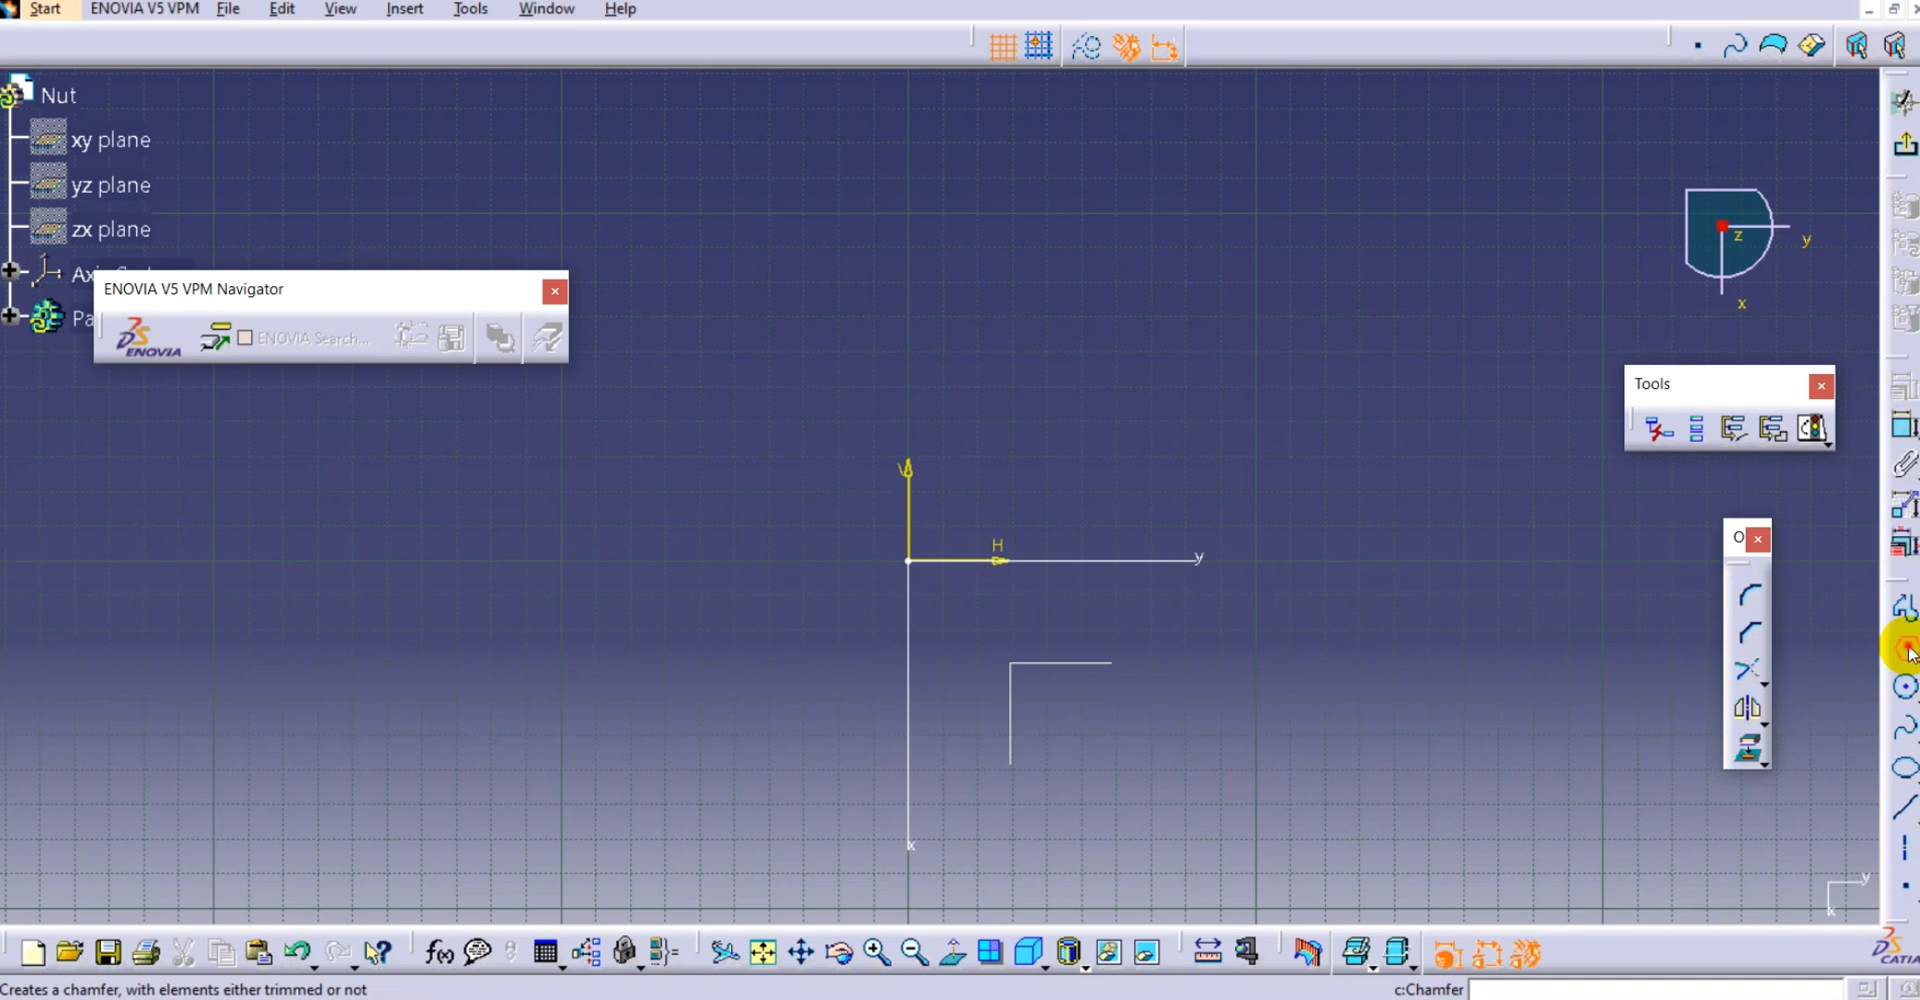 Start ENOVIA V5 VPM File Edit View Insert Tools Window Help
Nut
xy plane
yz plane
zx plane
ENOVIA V5 VPM Navigator
ENOVIA
ENOVIA Search...
z
y
x
Tools
O
V
H
y
x
y
x
f(x)
CATIA
Creates a chamfer, with elements either trimmed or not
c:Chamfer